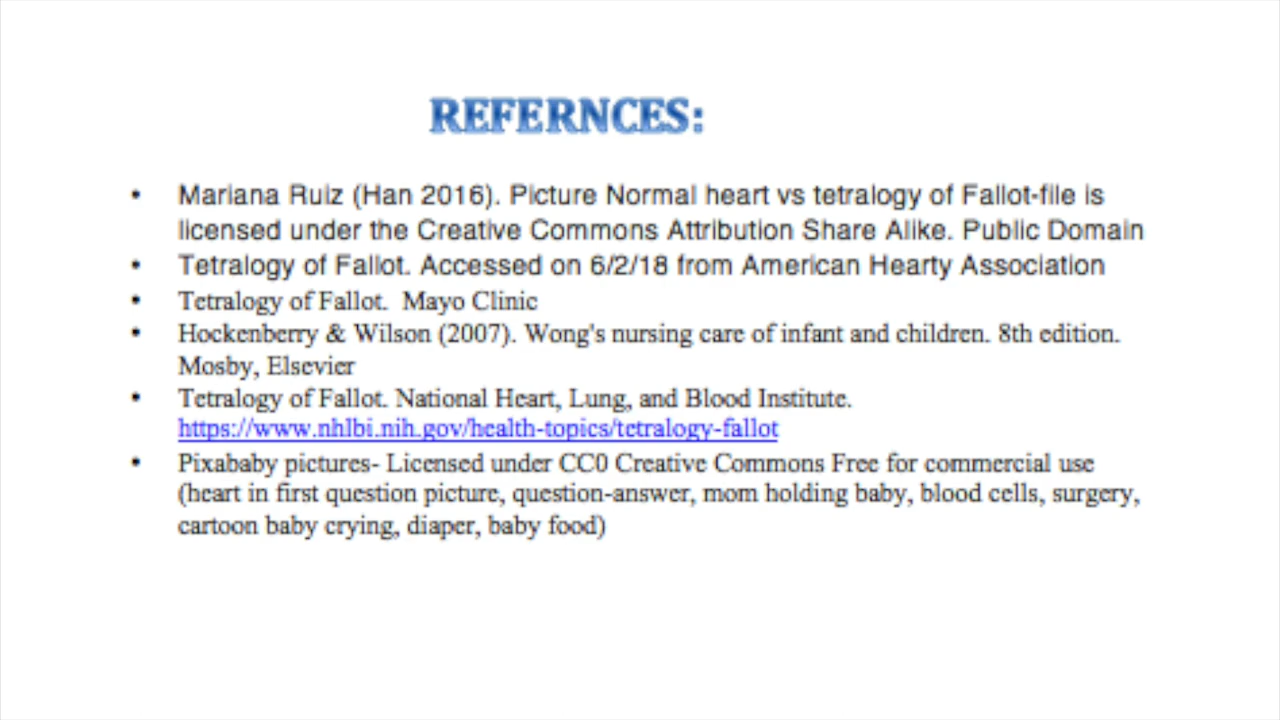 REFERNCES:
• Mariana Ruiz (Han 2016). Picture Normal heart vs tetralogy of Fallot-file is
licensed under the Creative Commons Attribution Share Alike. Public Domain
• Tetralogy of Fallot. Accessed on 6/2/18 from American Hearty Association
• Tetralogy of Fallot.  Mayo Clinic
• Hockenberry & Wilson (2007). Wong's nursing care of infant and children. 8th edition.
Mosby, Elsevier
• Tetralogy of Fallot. National Heart, Lung, and Blood Institute.
https://www.nhlbi.nih.gov/health-topics/tetralogy-fallot
• Pixababy pictures- Licensed under CC0 Creative Commons Free for commercial use
(heart in first question picture, question-answer, mom holding baby, blood cells, surgery,
cartoon baby crying, diaper, baby food)